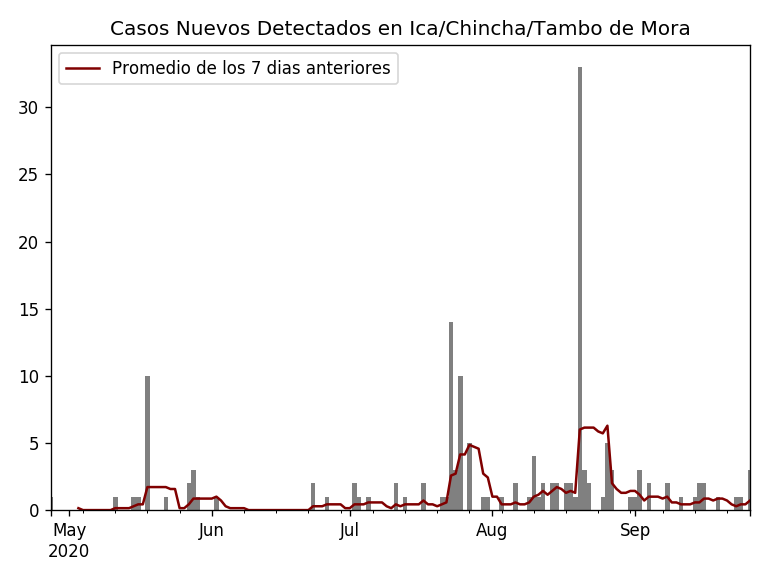 Casos Nuevos Detectados en Ica/Chincha/Tambo de Mora
Promedio de los 7 dias anteriores
30
25
20
15
10
5
0
May Jun Jul Aug Sep
2020